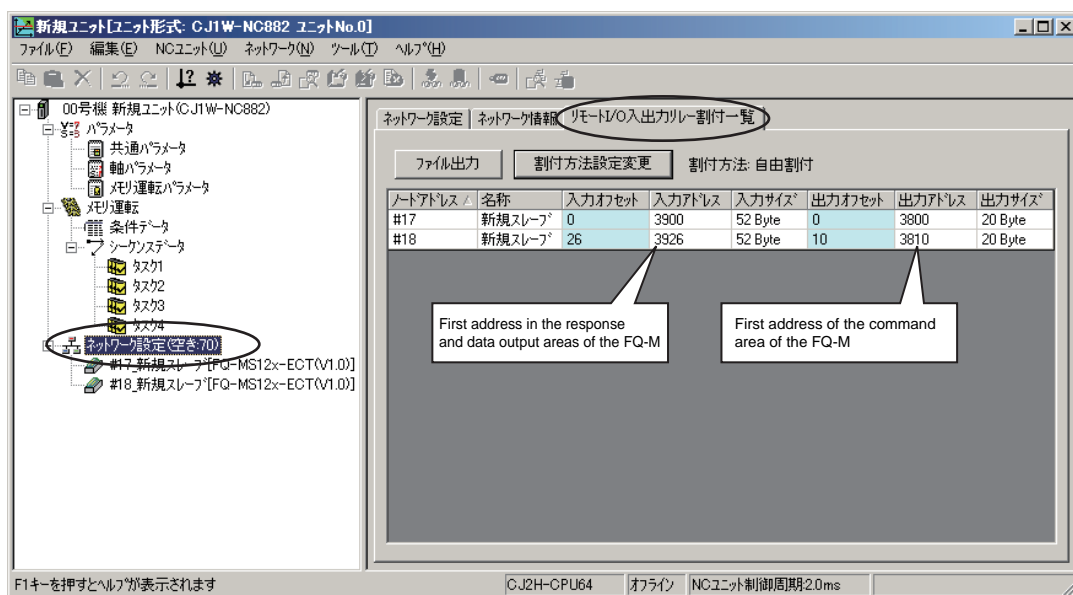 新規ユニット[ユニット形式: CJ1W-NC882 ユニットNo.0]
ファイル(F) 編集(E) NCユニット(U) ネットワーク(N) ツール(T) ヘルプ(H)
00号機 新規ユニット(CJ1W-NC882)
パラメータ
共通パラメータ
軸パラメータ
メモリ運転パラメータ
メモリ運転
条件データ
シーケンスデータ
タスク1
タスク2
タスク3
タスク4
ネットワーク設定(空き:70)
#17_新規スレーブ[FQ-MS12x-ECT(V1.0)]
#18_新規スレーブ[FQ-MS12x-ECT(V1.0)]
ネットワーク設定 ネットワーク情報 リモートI/O入出力リレー割付一覧
ファイル出力 割付方法設定変更 割付方法: 自由割付
ノードアドレス 名称 入力オフセット 入力アドレス 入力サイズ 出力オフセット 出力アドレス 出力サイズ
#17 新規スレーブ 0 3900 52 Byte 0 3800 20 Byte
#18 新規スレーブ 26 3926 52 Byte 10 3810 20 Byte
First address in the response
and data output areas of the FQ-M
First address of the command
area of the FQ-M
F1キーを押すとヘルプが表示されます CJ2H-CPU64 オフライン NCユニット制御周期:2.0ms